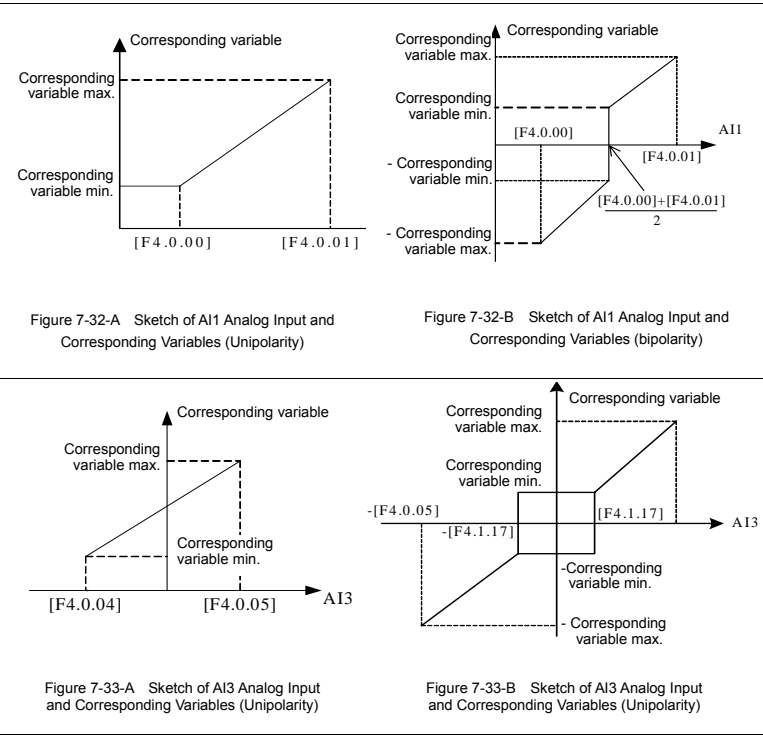 Corresponding variable
Corresponding
variable max.
Corresponding
variable min.
[F4.0.00]
[F4.0.01]
Figure 7-32-A Sketch of AI1 Analog Input and
Corresponding Variables (Unipolarity)
Corresponding variable
Corresponding
variable max.
Corresponding
variable min.
[F4.0.00]
AI1
[F4.0.01]
- Corresponding
variable min.
[F4.0.00]+[F4.0.01]
2
- Corresponding
variable max.
Figure 7-32-B Sketch of AI1 Analog Input and
Corresponding Variables (bipolarity)
Corresponding variable
Corresponding
variable max.
Corresponding
variable min.
[F4.0.04]
[F4.0.05]
AI3
Figure 7-33-A Sketch of AI3 Analog Input
and Corresponding Variables (Unipolarity)
Corresponding variable
Corresponding
variable max.
Corresponding
variable min.
-[F4.0.05]
-[F4.1.17]
[F4.1.17]
AI3
-Corresponding
variable min.
- Corresponding
variable max.
Figure 7-33-B Sketch of AI3 Analog Input
and Corresponding Variables (Unipolarity)